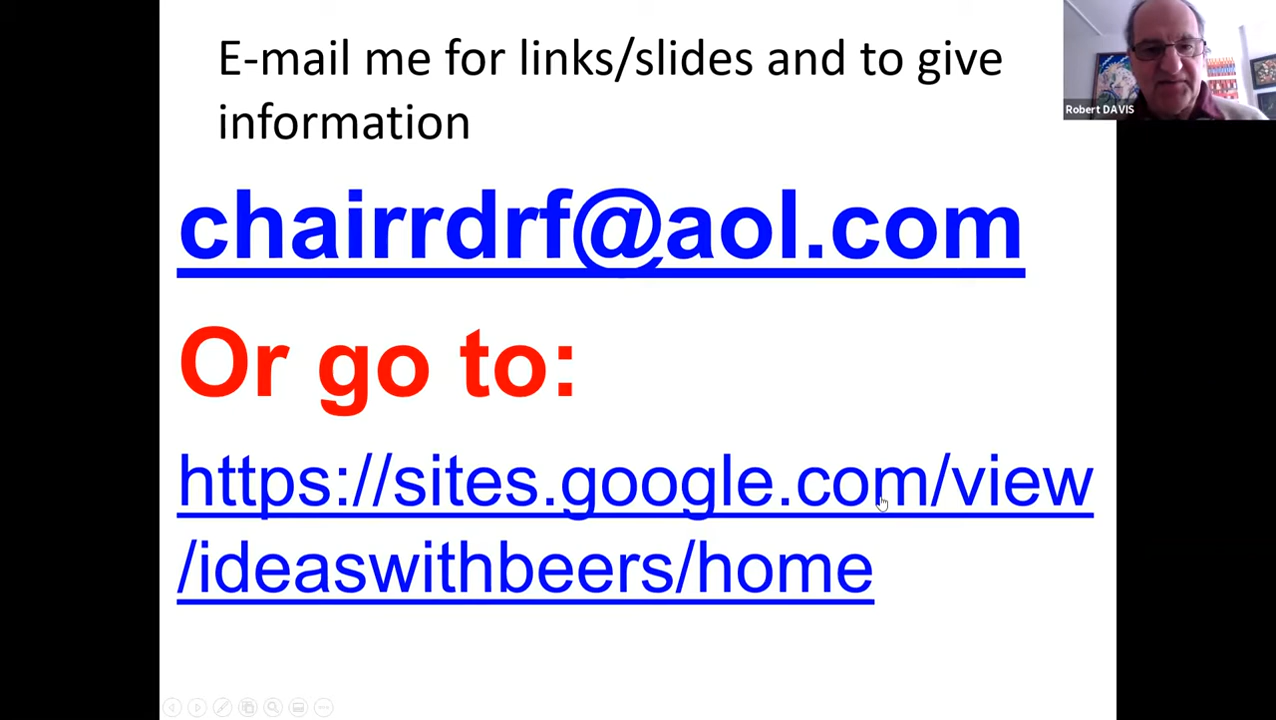 E-mail me for links/slides and to give
information
Robert DAVIS
chairrdrf@aol.com
Or go to:
https://sites.google.com/view
/ideaswithbeers/home